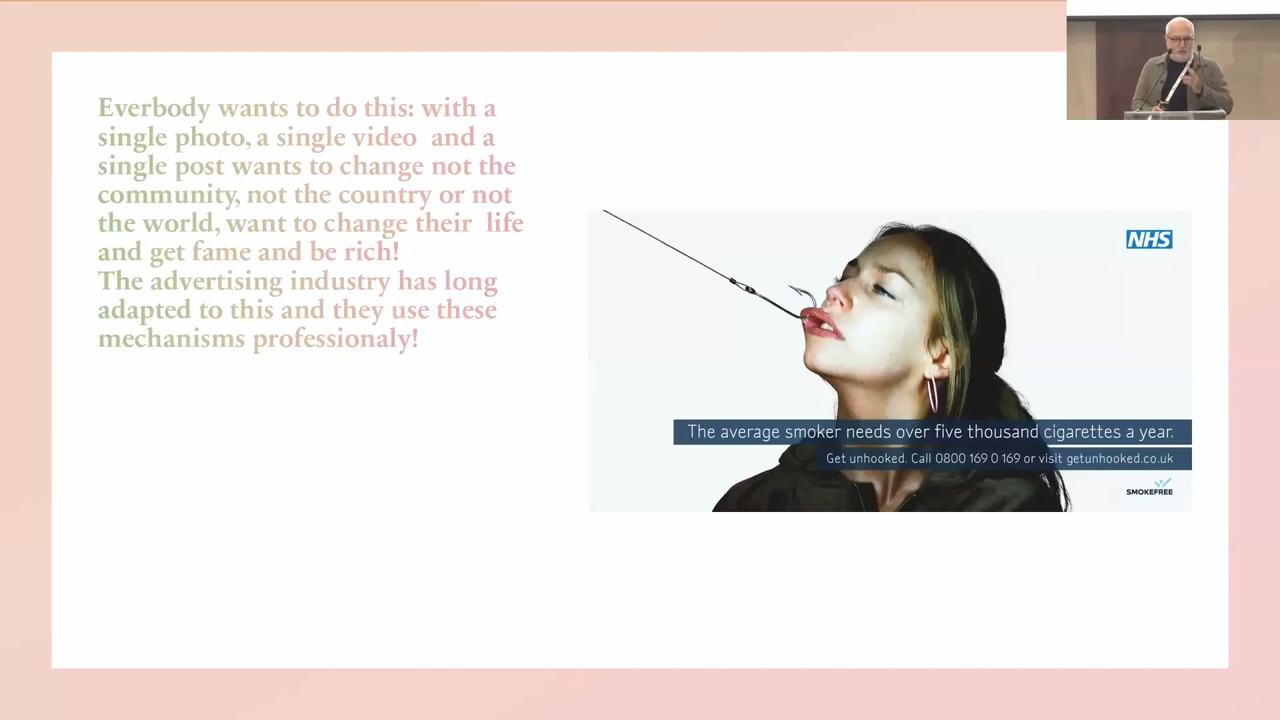 Everbody wants to do this: with a
single photo, a single video and a
single post wants to change not the
community, not the country or not
the world, want to change their life
and get fame and be rich!
The advertising industry has long
adapted to this and they use these
mechanisms professionaly!
NHS
The average smoker needs over five thousand cigarettes a year.
Get unhooked. Call 0800 169 0 169 or visit getunhooked.co.uk
SMOKEFREE